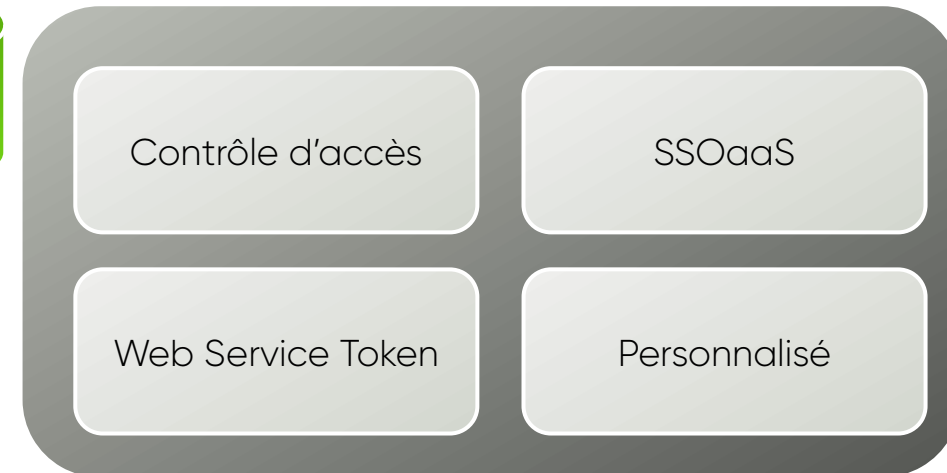 Contrôle d’accès
SSOaaS
Web Service Token
Personnalisé